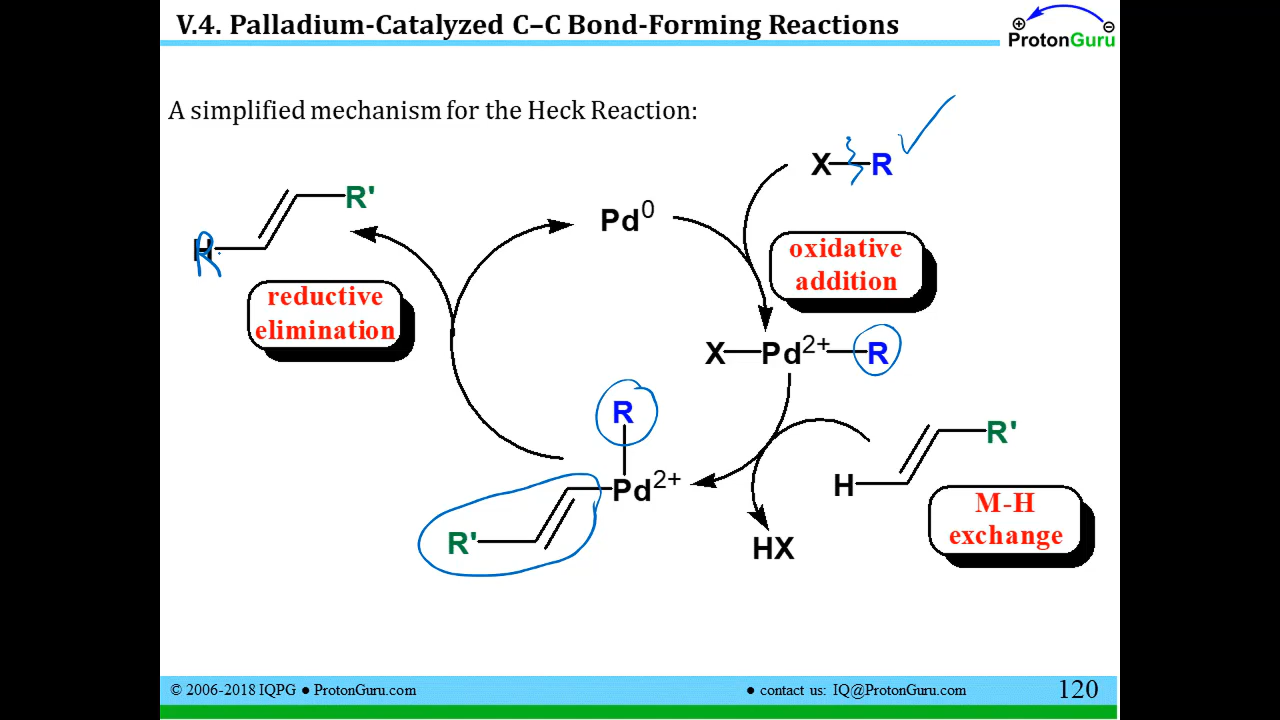 V.4. Palladium-Catalyzed C–C Bond-Forming Reactions
ProtonGuru
A simplified mechanism for the Heck Reaction:
X R
R'
Pd0
R
oxidative
addition
reductive
elimination
X Pd2+ R
R
R'
H
M-H
exchange
Pd2+
R'
HX
© 2006-2018 IQPG ● ProtonGuru.com
● contact us: IQ@ProtonGuru.com
120